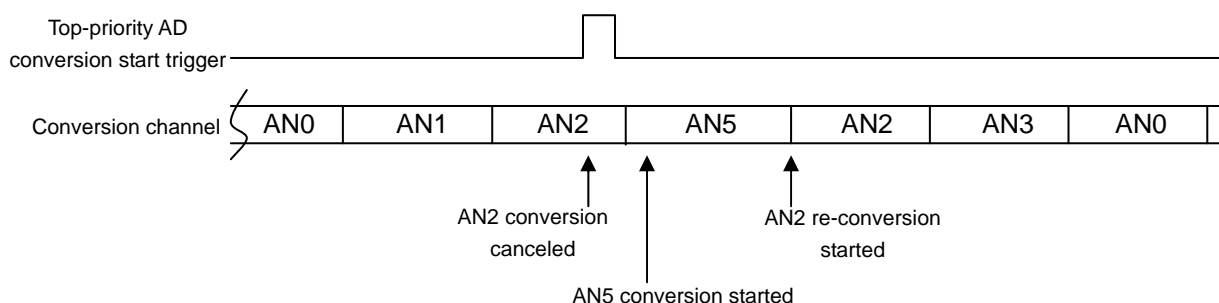 Top-priority AD
conversion start trigger
Conversion channel
AN0 AN1 AN2 AN5 AN2 AN3 AN0
AN2 conversion
canceled
AN2 re-conversion
started
AN5 conversion started